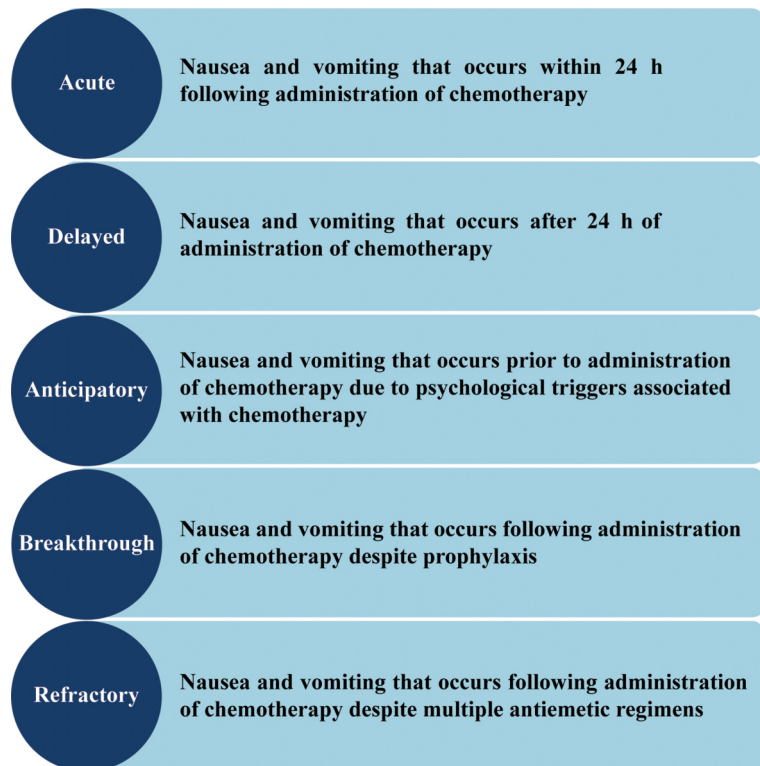 Acute
Nausea and vomiting that occurs within 24 h
following administration of chemotherapy
Delayed
Nausea and vomiting that occurs after 24 h of
administration of chemotherapy
Anticipatory
Nausea and vomiting that occurs prior to administration
of chemotherapy due to psychological triggers associated
with chemotherapy
Breakthrough
Nausea and vomiting that occurs following administration
of chemotherapy despite prophylaxis
Refractory
Nausea and vomiting that occurs following administration
of chemotherapy despite multiple antiemetic regimens